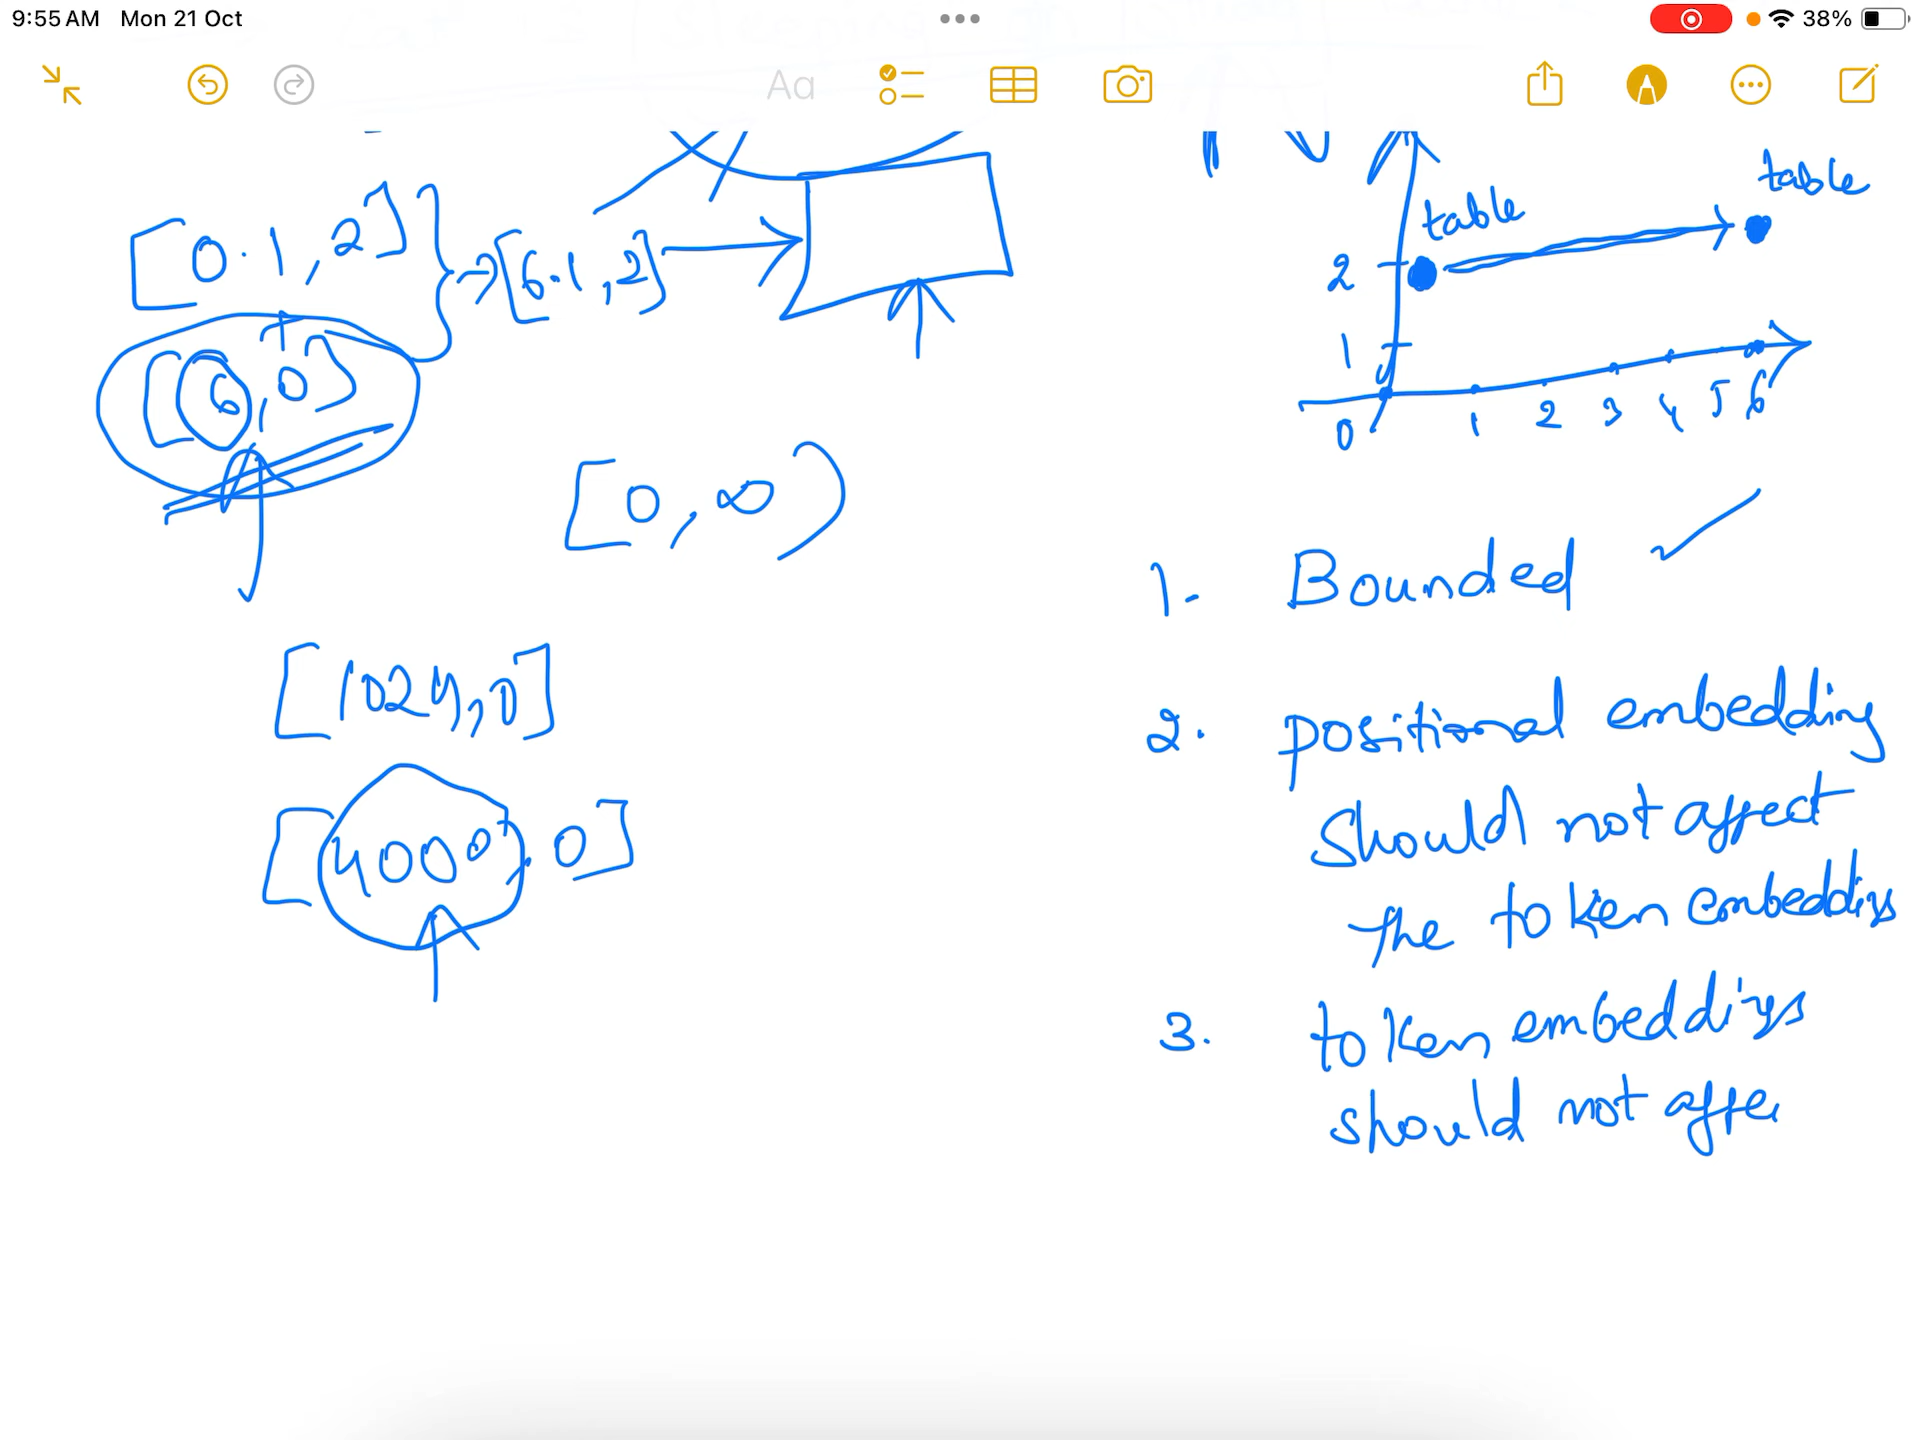 9:55 AM Mon 21 Oct
38%
Aa
[0.1, 2]
+
[6, 0]
→ [6.1, 2]
[0, ∞)
[1024, 0]
[4000, 0]
table
table
2
1
0
1 2 3 4 5 6
1. Bounded ✓
2. positional embedding
should not affect
the token embeddings
3. token embeddings
should not affe